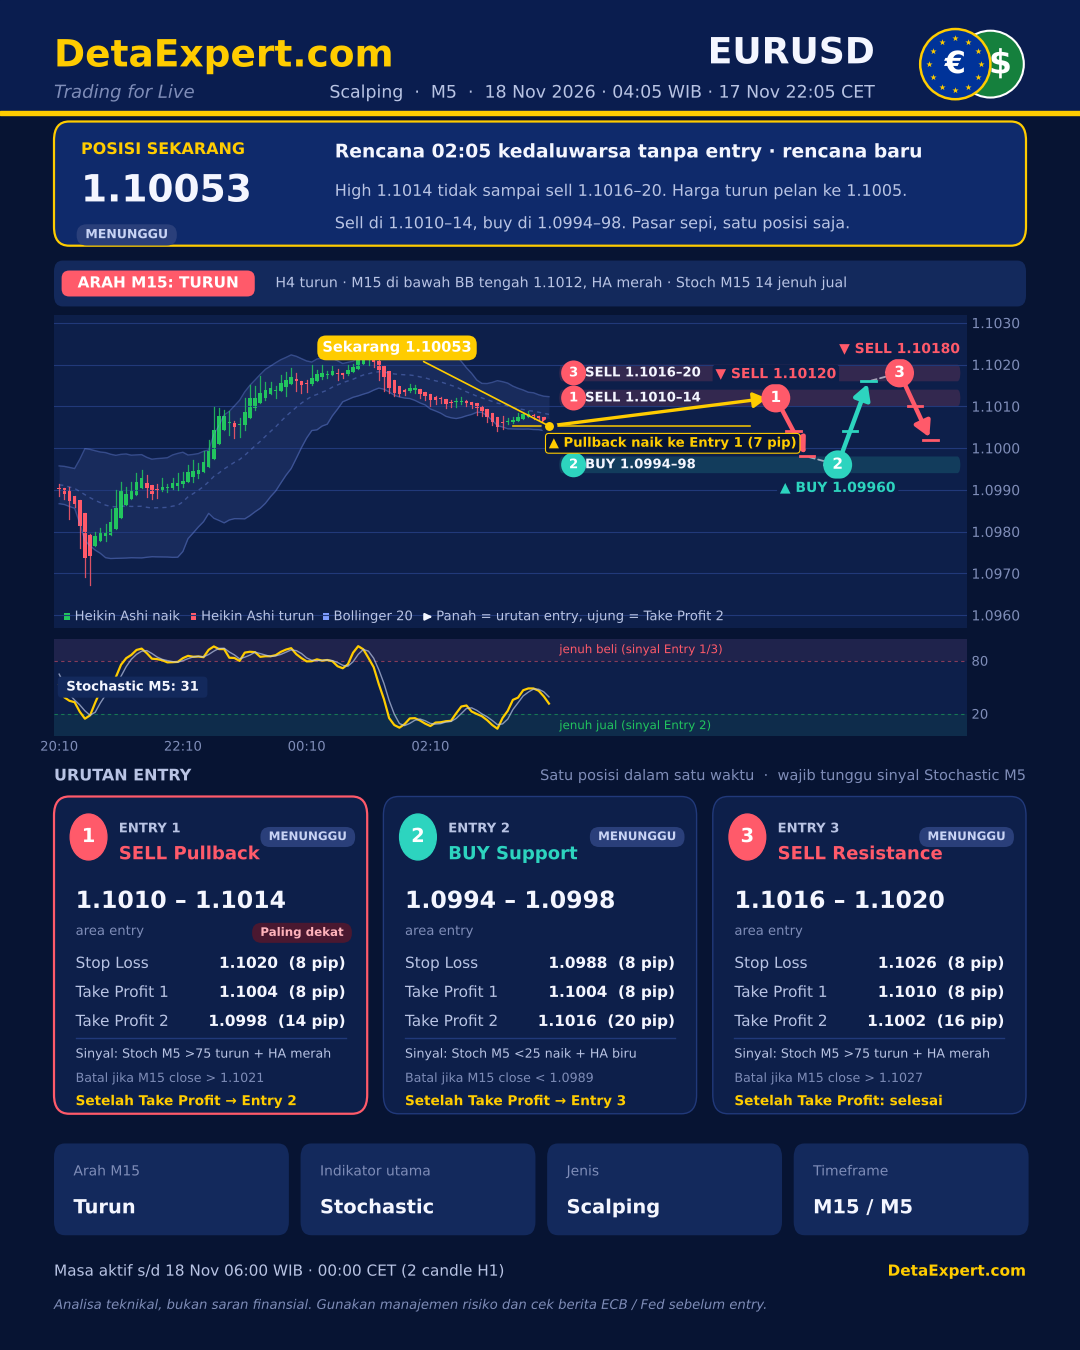 DetaExpert.com
EURUSD
€ $
Trading for Live
Scalping · M5 · 18 Nov 2026 · 04:05 WIB · 17 Nov 22:05 CET
POSISI SEKARANG
1.10053
MENUNGGU
Rencana 02:05 kedaluwarsa tanpa entry · rencana baru
High 1.1014 tidak sampai sell 1.1016–20. Harga turun pelan ke 1.1005.
Sell di 1.1010–14, buy di 1.0994–98. Pasar sepi, satu posisi saja.
ARAH M15: TURUN
H4 turun · M15 di bawah BB tengah 1.1012, HA merah · Stoch M15 14 jenuh jual
1.1030
1.1020
1.1010
1.1000
1.0990
1.0980
1.0970
1.0960
Sekarang 1.10053
▼ SELL 1.10180
3 SELL 1.1016–20
▼ SELL 1.10120
3
1 SELL 1.1010–14
1
▲ Pullback naik ke Entry 1 (7 pip)
2 BUY 1.0994–98
2
▲ BUY 1.09960
Heikin Ashi naik
Heikin Ashi turun
Bollinger 20
Panah = urutan entry, ujung = Take Profit 2
jenuh beli (sinyal Entry 1/3)
80
Stochastic M5: 31
20
jenuh jual (sinyal Entry 2)
20:10 22:10 00:10 02:10
URUTAN ENTRY
Satu posisi dalam satu waktu · wajib tunggu sinyal Stochastic M5
1
ENTRY 1
MENUNGGU
SELL Pullback
1.1010 – 1.1014
area entry
Paling dekat
Stop Loss 1.1020 (8 pip)
Take Profit 1 1.1004 (8 pip)
Take Profit 2 1.0998 (14 pip)
Sinyal: Stoch M5 >75 turun + HA merah
Batal jika M15 close > 1.1021
Setelah Take Profit → Entry 2
2
ENTRY 2
MENUNGGU
BUY Support
1.0994 – 1.0998
area entry
Stop Loss 1.0988 (8 pip)
Take Profit 1 1.1004 (8 pip)
Take Profit 2 1.1016 (20 pip)
Sinyal: Stoch M5 <25 naik + HA biru
Batal jika M15 close < 1.0989
Setelah Take Profit → Entry 3
3
ENTRY 3
MENUNGGU
SELL Resistance
1.1016 – 1.1020
area entry
Stop Loss 1.1026 (8 pip)
Take Profit 1 1.1010 (8 pip)
Take Profit 2 1.1002 (16 pip)
Sinyal: Stoch M5 >75 turun + HA merah
Batal jika M15 close > 1.1027
Setelah Take Profit: selesai
Arah M15
Turun
Indikator utama
Stochastic
Jenis
Scalping
Timeframe
M15 / M5
Masa aktif s/d 18 Nov 06:00 WIB · 00:00 CET (2 candle H1)
DetaExpert.com
Analisa teknikal, bukan saran finansial. Gunakan manajemen risiko dan cek berita ECB / Fed sebelum entry.